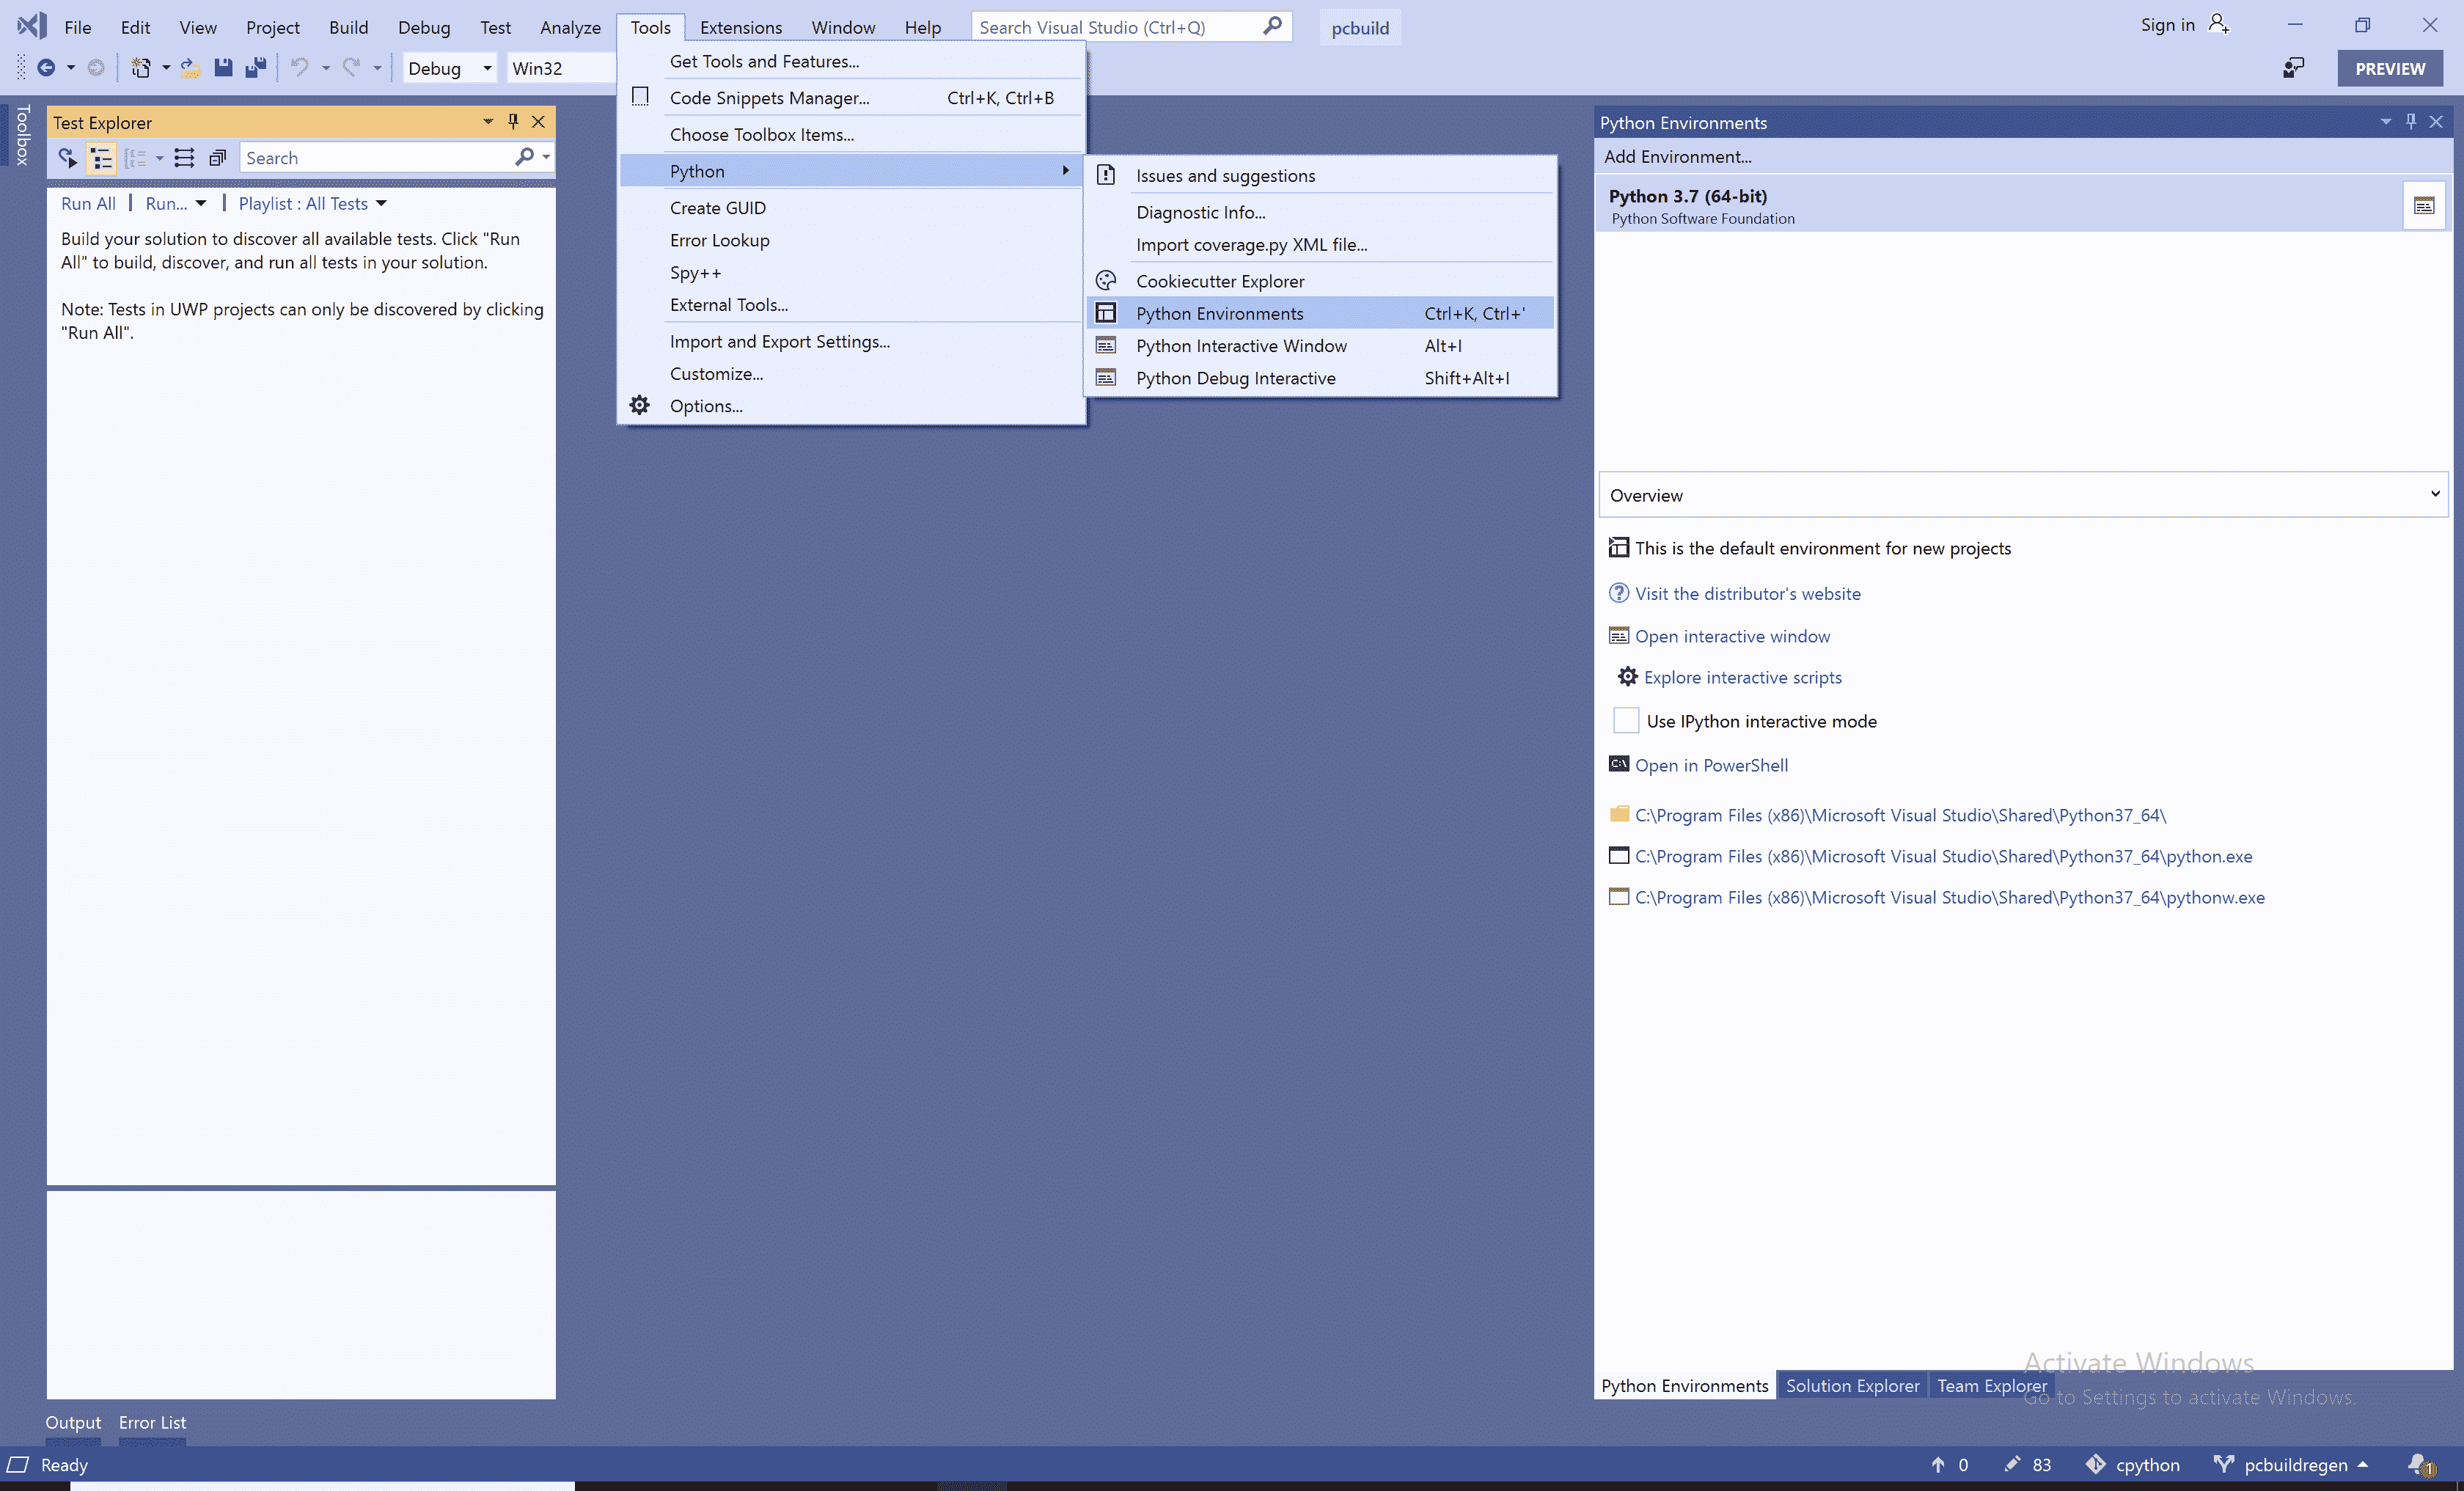 File Edit View Project Build Debug Test Analyze Tools Extensions Window Help Search Visual Studio (Ctrl+Q) pcbuild Sign in
Debug Win32 PREVIEW
Toolbox
Test Explorer
Search
Run All Run... Playlist : All Tests
Build your solution to discover all available tests. Click "Run
All" to build, discover, and run all tests in your solution.
Note: Tests in UWP projects can only be discovered by clicking
"Run All".
Get Tools and Features...
Code Snippets Manager... Ctrl+K, Ctrl+B
Choose Toolbox Items...
Python
Create GUID
Error Lookup
Spy++
External Tools...
Import and Export Settings...
Customize...
Options...
Issues and suggestions
Diagnostic Info...
Import coverage.py XML file...
Cookiecutter Explorer
Python Environments Ctrl+K, Ctrl+'
Python Interactive Window Alt+I
Python Debug Interactive Shift+Alt+I
Python Environments
Add Environment...
Python 3.7 (64-bit)
Python Software Foundation
Overview
This is the default environment for new projects
Visit the distributor's website
Open interactive window
Explore interactive scripts
Use IPython interactive mode
C:\ Open in PowerShell
C:\Program Files (x86)\Microsoft Visual Studio\Shared\Python37_64\
C:\Program Files (x86)\Microsoft Visual Studio\Shared\Python37_64\python.exe
C:\Program Files (x86)\Microsoft Visual Studio\Shared\Python37_64\pythonw.exe
Activate Windows
Go to Settings to activate Windows.
Python Environments Solution Explorer Team Explorer
Output Error List
Ready 0 83 cpython pcbuildregen 1